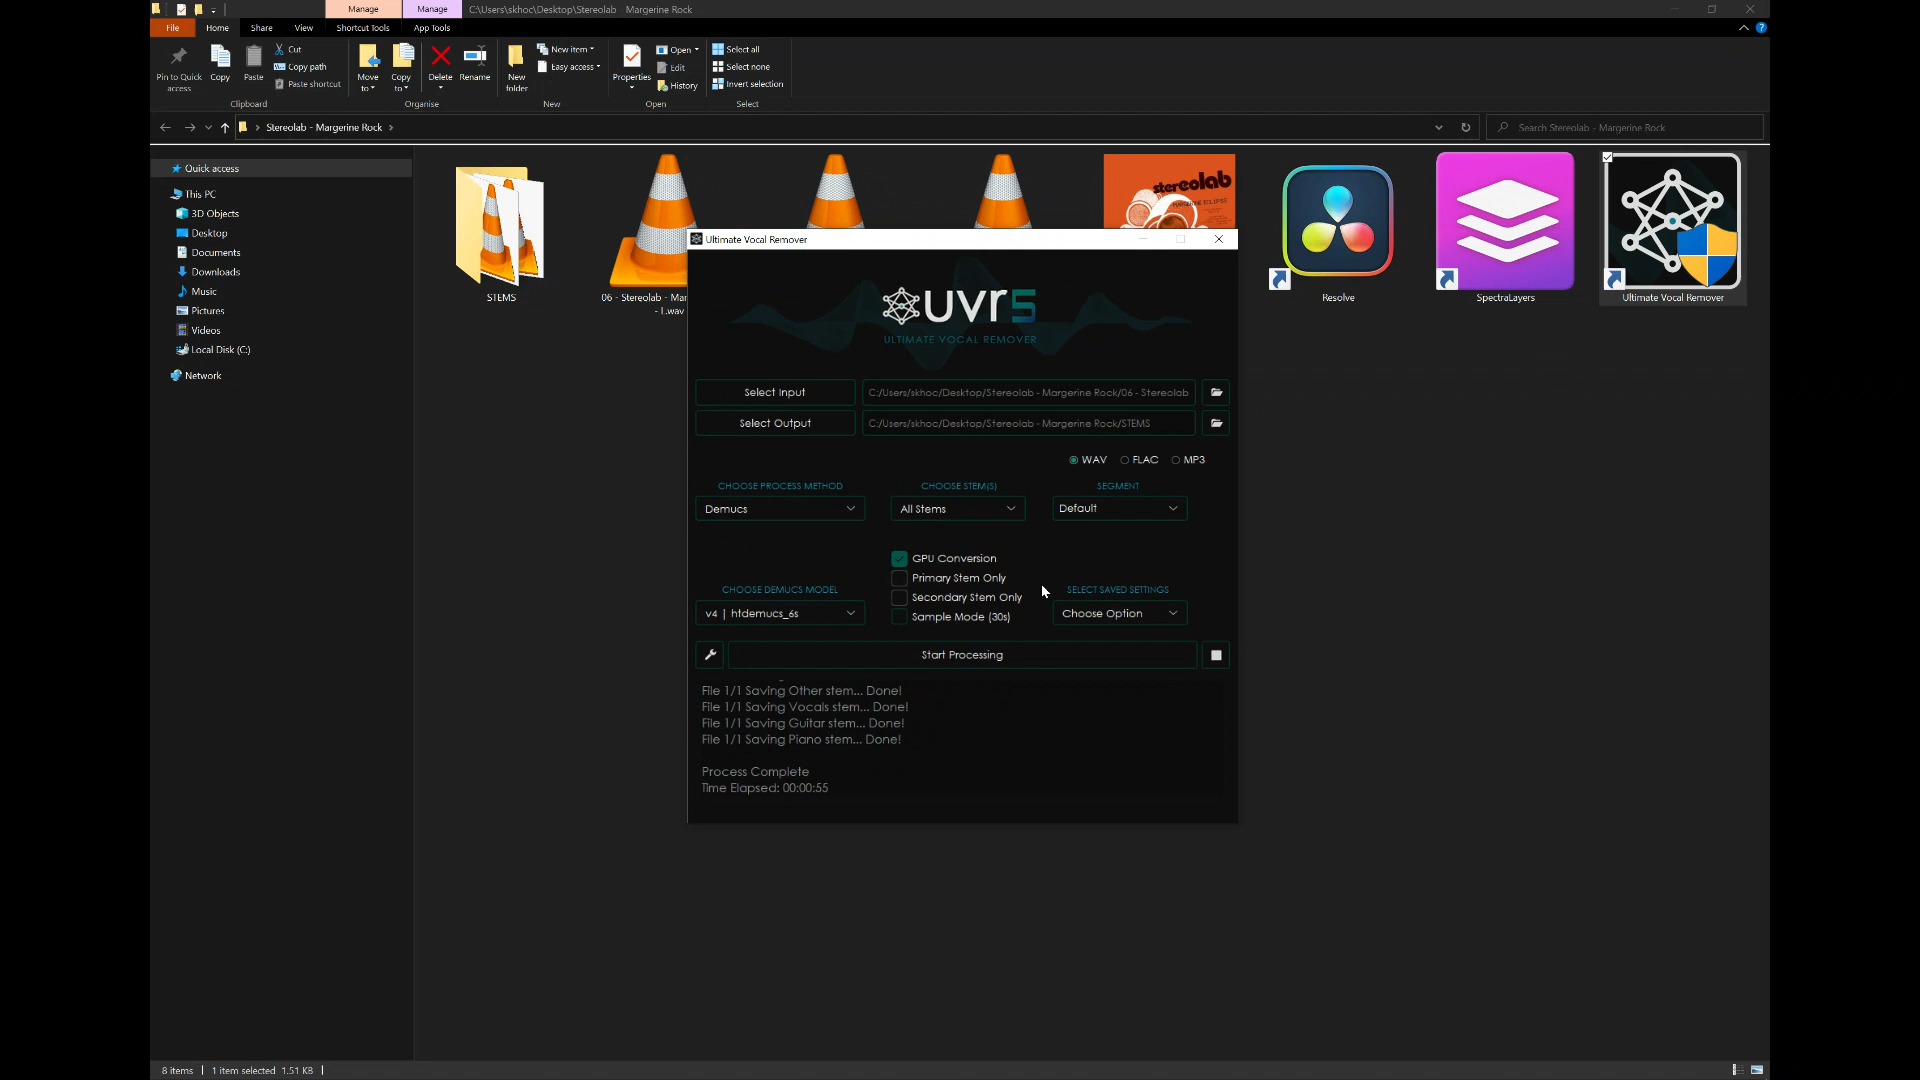 Manage
Manage
C:\Users\skhoc\Desktop\Stereolab    Margerine Rock
File
Home
Share
View
Shortcut Tools
App Tools
Pin to Quick access
Copy
Paste
Cut
Copy path
Paste shortcut
Clipboard
Move to
Copy to
Delete
Rename
Organise
New folder
New item
Easy access
New
Properties
Open
Edit
History
Open
Select all
Select none
Invert selection
Select
Stereolab - Margerine Rock
Search Stereolab - Margerine Rock
Quick access
This PC
3D Objects
Desktop
Documents
Downloads
Music
Pictures
Videos
Local Disk (C:)
Network
STEMS
06 - Stereolab - Mar
- L.wav
stereolab
MARGERINE ECLIPSE
Resolve
SpectraLayers
Ultimate Vocal Remover
Ultimate Vocal Remover
uvr5
ULTIMATE VOCAL REMOVER
Select Input
C:/Users/skhoc/Desktop/Stereolab - Margerine Rock/06 - Stereolab
Select Output
C:/Users/skhoc/Desktop/Stereolab - Margerine Rock/STEMS
WAV
FLAC
MP3
CHOOSE PROCESS METHOD
CHOOSE STEM(S)
SEGMENT
Demucs
All Stems
Default
GPU Conversion
Primary Stem Only
CHOOSE DEMUCS MODEL
Secondary Stem Only
SELECT SAVED SETTINGS
v4 | htdemucs_6s
Sample Mode (30s)
Choose Option
Start Processing
File 1/1 Saving Other stem... Done!
File 1/1 Saving Vocals stem... Done!
File 1/1 Saving Guitar stem... Done!
File 1/1 Saving Piano stem... Done!
Process Complete
Time Elapsed: 00:00:55
8 items
1 item selected  1.51 KB